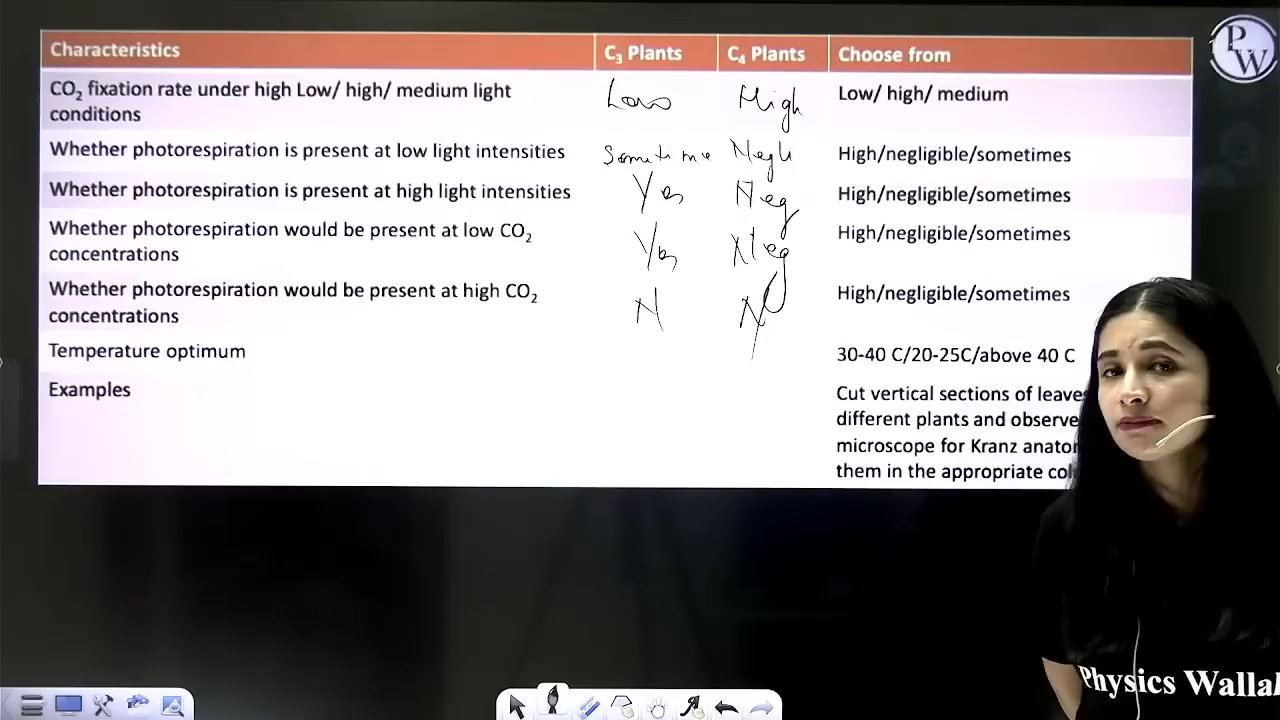 PW
Characteristics C₃ Plants C₄ Plants Choose from
CO₂ fixation rate under high Low/ high/ medium light Low High Low/ high/ medium
conditions
Whether photorespiration is present at low light intensities Sometime Negli High/negligible/sometimes
Whether photorespiration is present at high light intensities Yes Neg High/negligible/sometimes
Whether photorespiration would be present at low CO₂ Yes Neg High/negligible/sometimes
concentrations
Whether photorespiration would be present at high CO₂ N N High/negligible/sometimes
concentrations
Temperature optimum 30-40 C/20-25C/above 40 C
Examples Cut vertical sections of leave
different plants and observe
microscope for Kranz anato
them in the appropriate col
Physics Walla